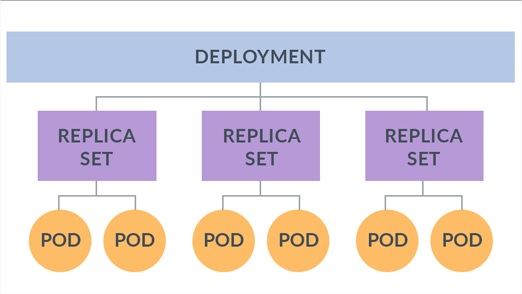 DEPLOYMENT
REPLICA
SET
REPLICA
SET
REPLICA
SET
POD
POD
POD
POD
POD
POD